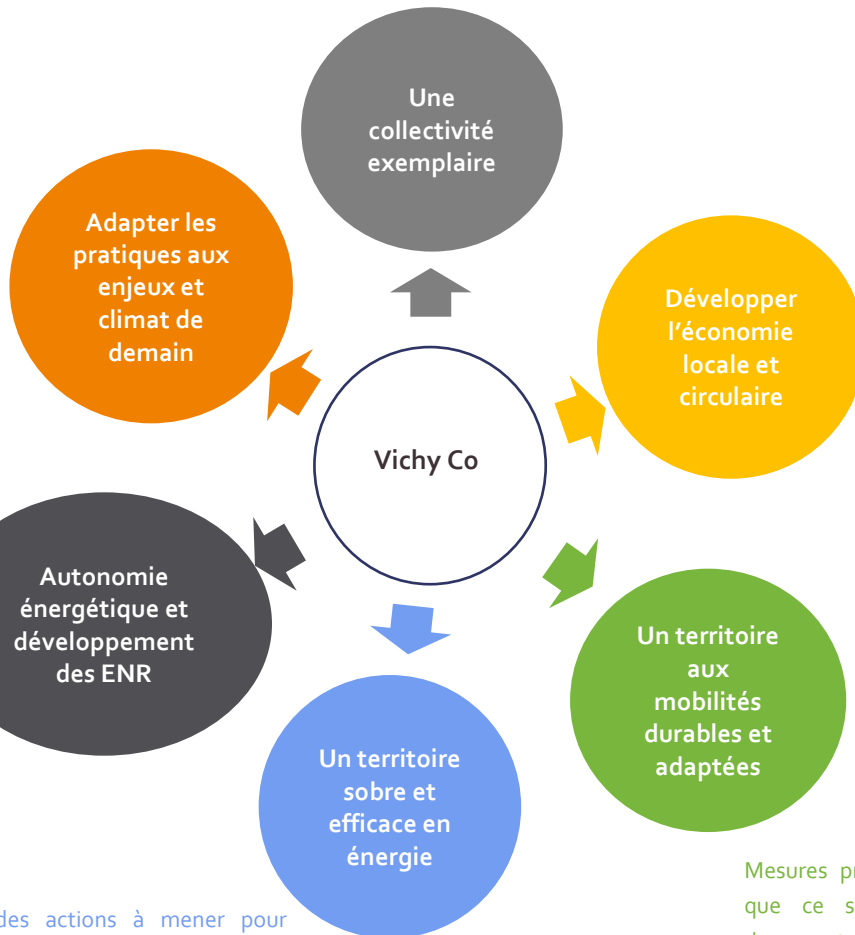 Une
collectivité
exemplaire
Adapter les
pratiques aux
enjeux et
climat de
demain
Développer
l'économie
locale et
circulaire
Vichy Co
Autonomie
énergétique et
développement
des ENR
Un territoire
aux
mobilités
durables et
adaptées
Un territoire
sobre et
efficace en
énergie
des actions à mener pour
Mesures
que ce